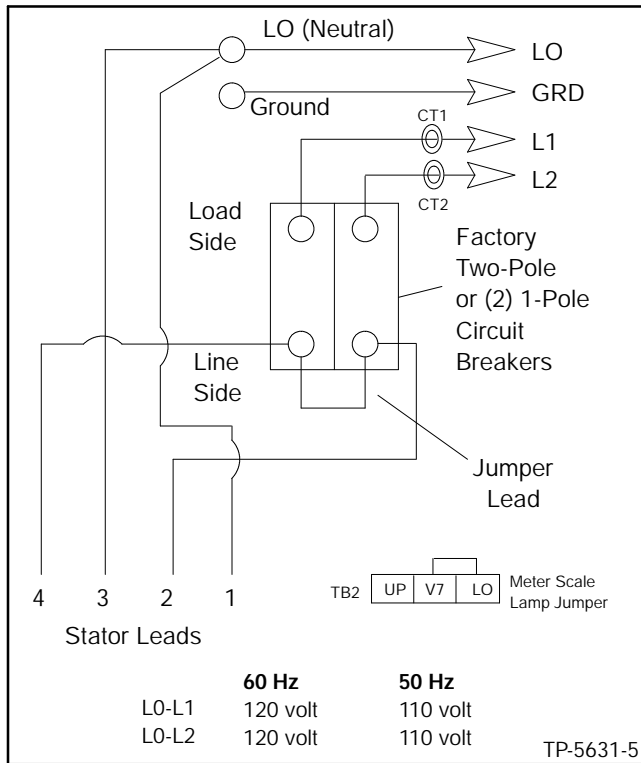 LO (Neutral)
LO
GRD
Ground
CT1
L1
L2
CT2
Load
Side
Factory
Two-Pole
or (2) 1-Pole
Circuit
Breakers
Line
Side
Jumper
Lead
4 3 2 1
Stator Leads
TB2 UP V7 LO
Meter Scale
Lamp Jumper
60 Hz 50 Hz
L0-L1 120 volt 110 volt
L0-L2 120 volt 110 volt
TP-5631-5